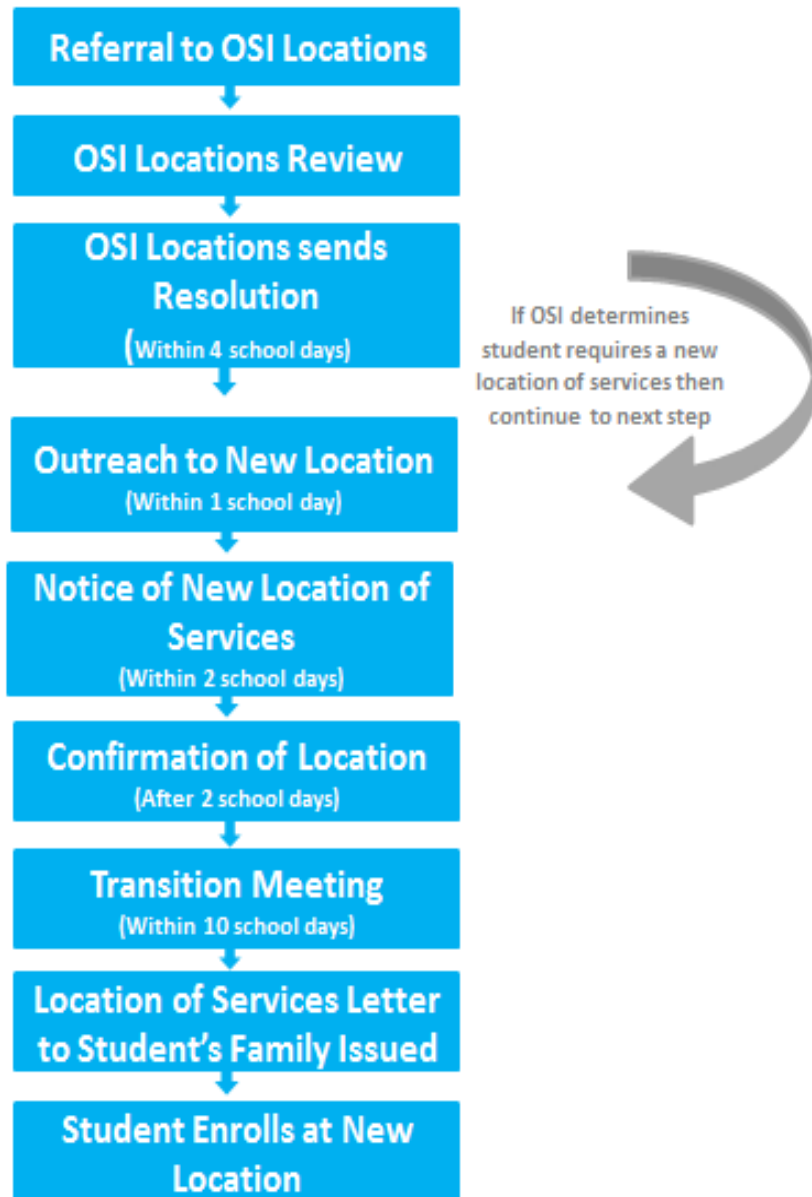 Referral to OSI Locations
OSI Locations Review
OSI Locations sends
Resolution
(Within 4 school days)
If OSI determines
student requires a new
location of services then
continue to next step
Outreach to New Location
(Within 1 school day)
Notice of New Location of
Services
(Within 2 school days)
Confirmation of Location
(After 2 school days)
Transition Meeting
(Within 10 school days)
Location of Services Letter
to Student's Family Issued
Student Enrolls at New
Location